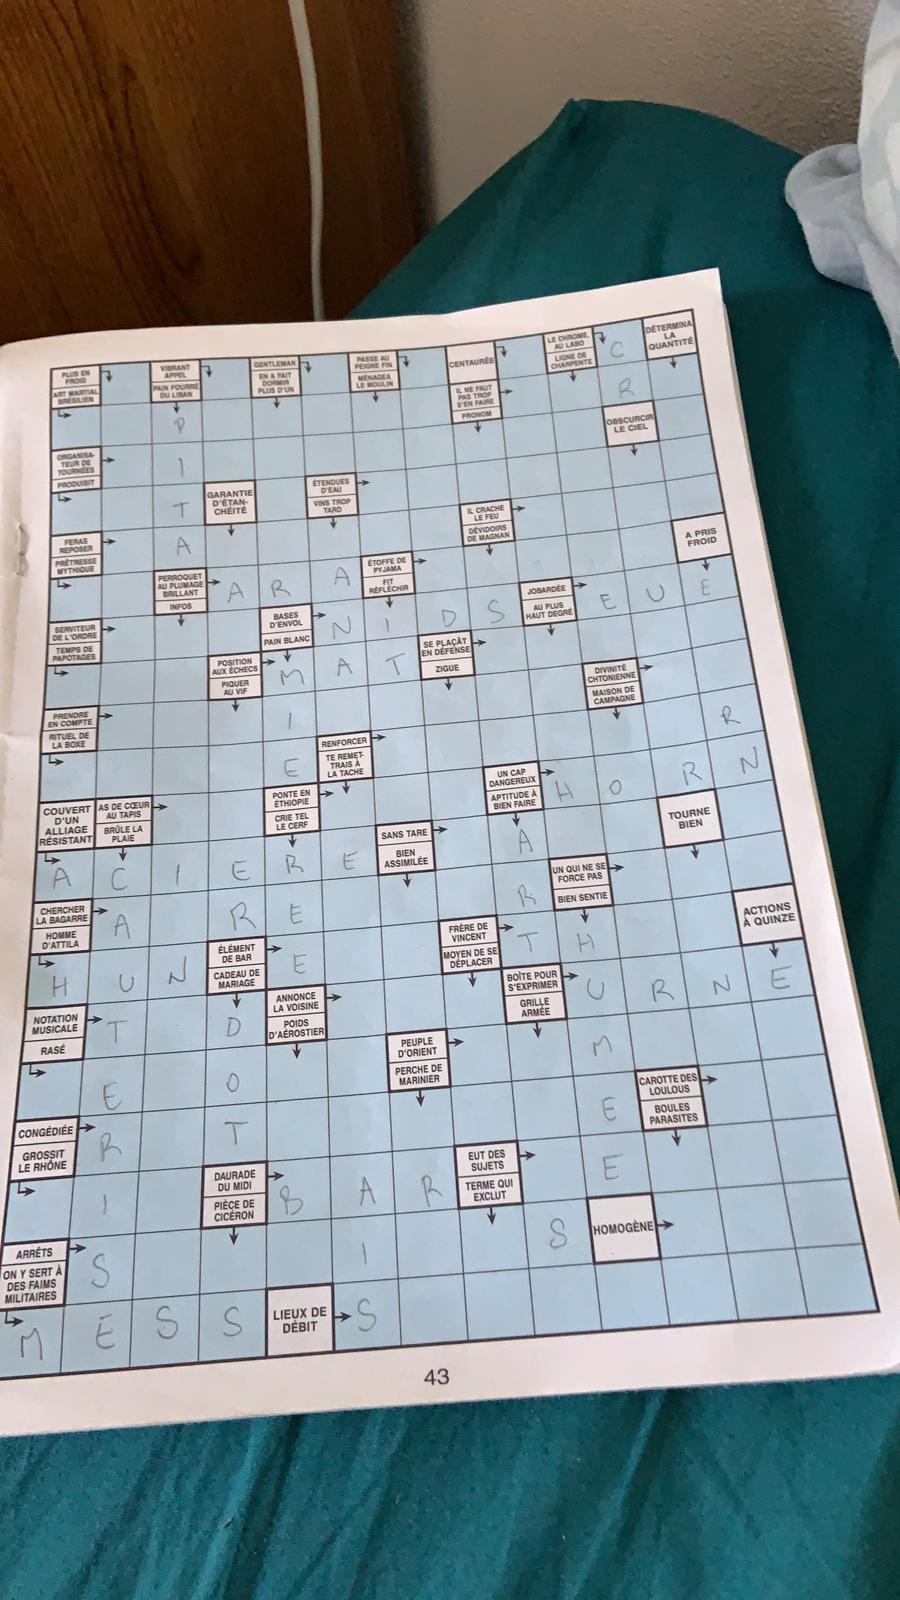 PLUS EN FROID
ART MARTIAL BRÉSILIEN
VIBRANT APPEL
PAIN FOURRÉ DU LIBAN
GENTLEMAN
EN A FAIT DORMIR PLUS D'UN
PASSE AU PEIGNE FIN
MÉNAGEA LE MOULIN
CENTAURÉE
IL NE FAUT PAS TROP S'EN FAIRE
PRONOM
LE CHROME, AU LABO
LIGNE DE CHARPENTE
C
DÉTERMINA LA QUANTITÉ
P
R
OBSCURCIR LE CIEL
ORGANISATEUR DE TOURNÉES
PRODUISIT
I
T
GARANTIE D'ÉTANCHÉITÉ
ÉTENDUES D'EAU
VINS TROP TARD
IL CRACHE LE FEU
DÉVIDOIRS DE MAGNAN
FERAS REPOSER
PRÊTRESSE MYTHIQUE
A
A PRIS FROID
PERROQUET AU PLUMAGE BRILLANT
INFOS
A R A
ÉTOFFE DE PYJAMA
FIT RÉFLÉCHIR
SERVITEUR DE L'ORDRE
TEMPS DE PAPOTAGES
BASES D'ENVOL
PAIN BLANC
N I D S
JOBARDÉE
AU PLUS HAUT DEGRÉ
E U E
POSITION AUX ÉCHECS
PIQUER AU VIF
M A T
SE PLAÇÂT EN DÉFENSE
ZIGUE
DIVINITÉ CHTONIENNE
MAISON DE CAMPAGNE
PRENDRE EN COMPTE
RITUEL DE LA BOXE
I
R
E
RENFORCER
TE REMETTRAIS À LA TACHE
COUVERT D'UN ALLIAGE RÉSISTANT
AS DE CŒUR AU TAPIS
BRÛLE LA PLAIE
PONTE EN ÉTHIOPIE
CRIE TEL LE CERF
UN CAP DANGEREUX
APTITUDE À BIEN FAIRE
H O R N
A C I E R E E
SANS TARE
BIEN ASSIMILÉE
A
TOURNE BIEN
CHERCHER LA BAGARRE
HOMME D'ATTILA
A R E
R
UN QUI NE SE FORCE PAS
BIEN SENTIE
H U N
ÉLÉMENT DE BAR
CADEAU DE MARIAGE
E
FRÈRE DE VINCENT
MOYEN DE SE DÉPLACER
T H
ACTIONS À QUINZE
NOTATION MUSICALE
RASÉ
T D
ANNONCE LA VOISINE
POIDS D'AÉROSTIER
BOÎTE POUR S'EXPRIMER
GRILLE ARMÉE
U R N E
E O
PEUPLE D'ORIENT
PERCHE DE MARINIER
M
CONGÉDIÉE
GROSSIT LE RHÔNE
R T
E
CAROTTE DES LOULOUS
BOULES PARASITES
I
DAURADE DU MIDI
PIÈCE DE CICÉRON
B A R
EUT DES SUJETS
TERME QUI EXCLUT
E
ARRÊTS
ON Y SERT À DES FAIMS MILITAIRES
S I S
HOMOGÈNE
M E S S
LIEUX DE DÉBIT
S
43